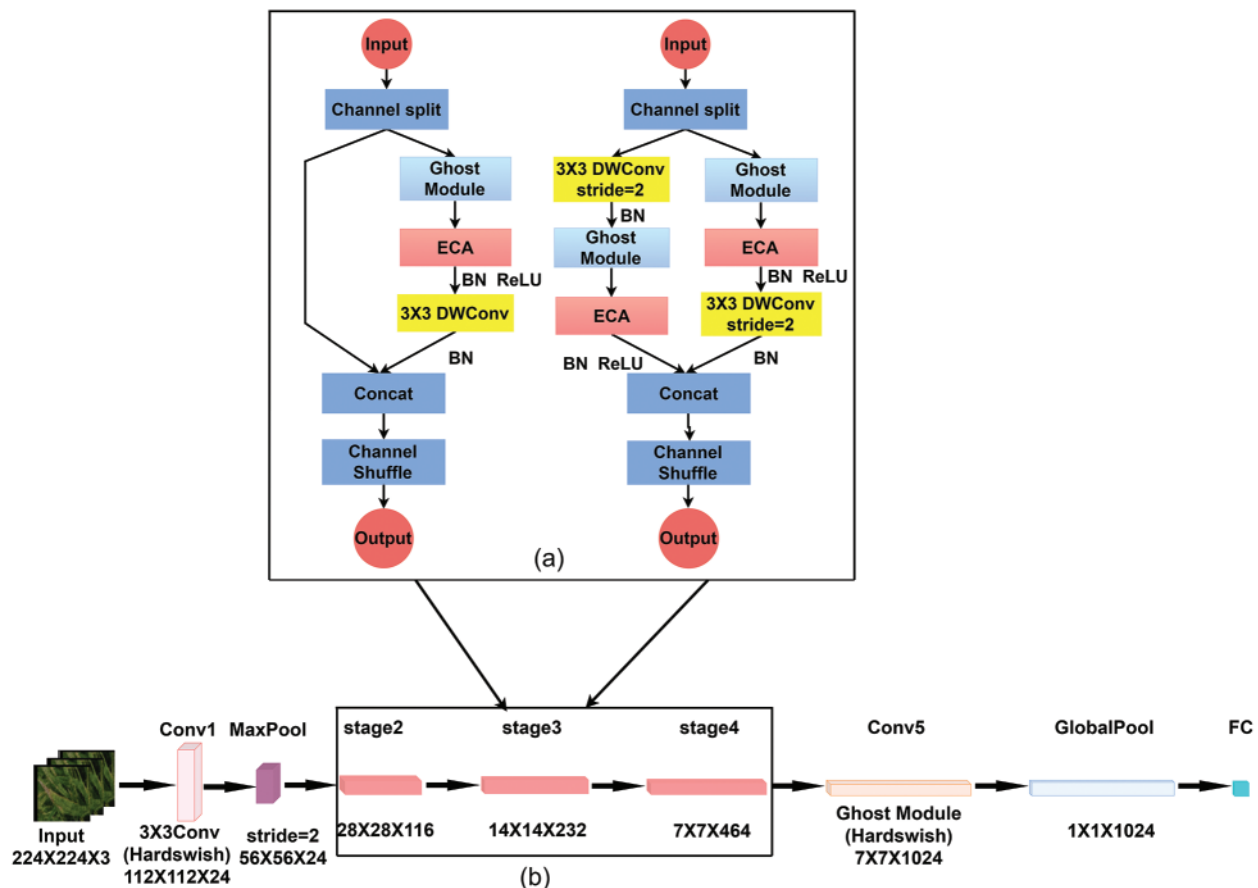 Input
Channel split
Ghost
Module
ECA
BN ReLU
3X3 DWConv
BN
Concat
Channel
Shuffle
Output
Input
Channel split
3X3 DWConv
stride=2
BN
Ghost
Module
ECA
BN ReLU
Ghost
Module
ECA
BN ReLU
3X3 DWConv
stride=2
BN
Concat
Channel
Shuffle
Output
(a)
Input
224X224X3
Conv1
3X3Conv
(Hardswish)
112X112X24
MaxPool
stride=2
56X56X24
stage2
28X28X116
stage3
14X14X232
stage4
7X7X464
Conv5
Ghost Module
(Hardswish)
7X7X1024
GlobalPool
1X1X1024
FC
(b)